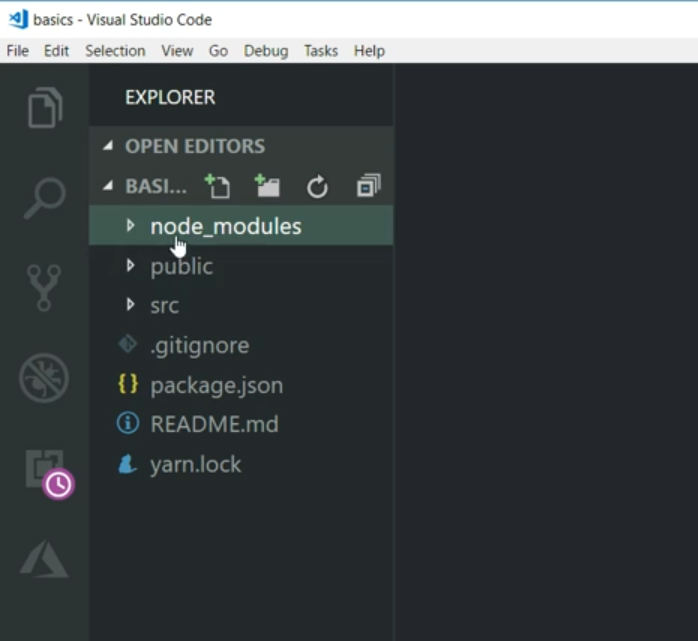 basics - Visual Studio Code
File Edit Selection View Go Debug Tasks Help
EXPLORER
OPEN EDITORS
BASI...
node_modules
public
src
.gitignore
{ } package.json
README.md
yarn.lock